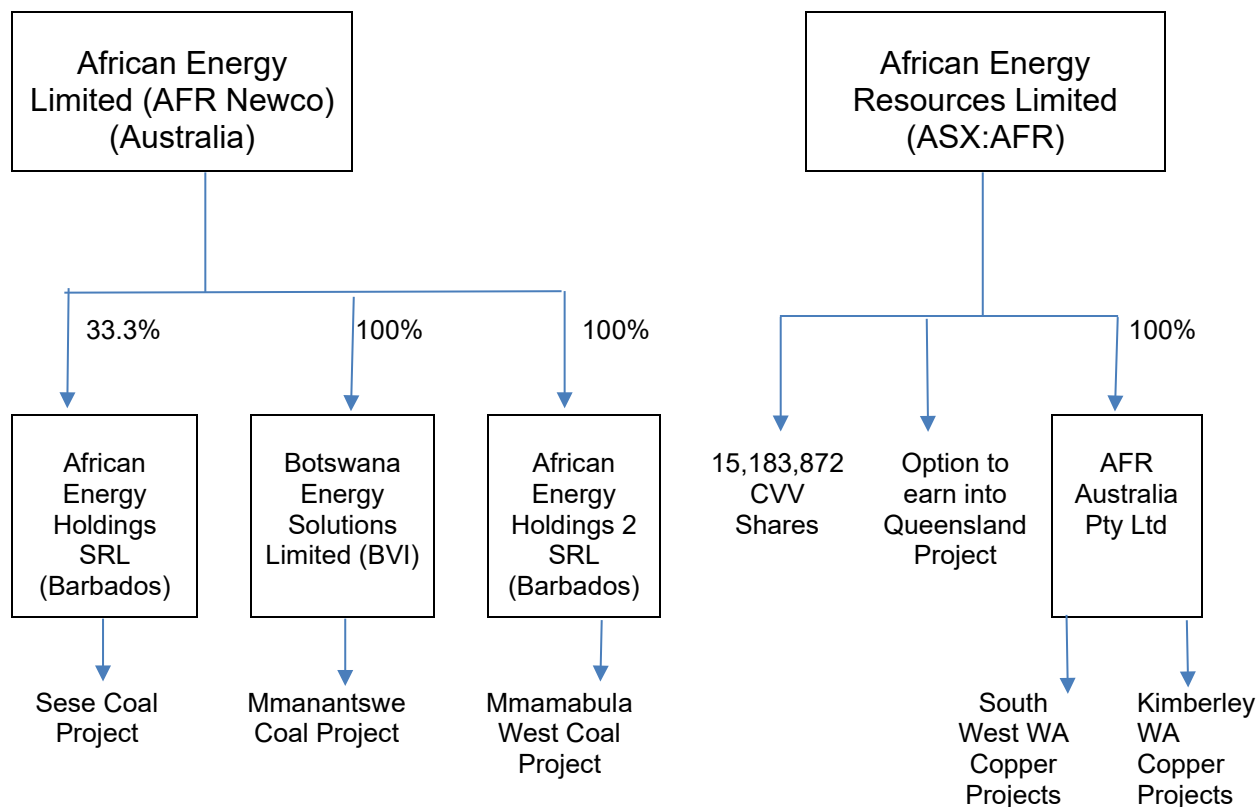 African Energy
Limited (AFR Newco)
(Australia)
African Energy
Resources Limited
(ASX:AFR)
33.3%
100%
100%
100%
African
Energy
Holdings
SRL
(Barbados)
Botswana
Energy
Solutions
Limited (BVI)
African
Energy
Holdings 2
SRL
(Barbados)
15,183,872
CVV
Shares
Option to
earn into
Queensland
Project
AFR
Australia
Pty Ltd
Sese Coal
Project
Mmanantswe
Coal Project
Mmamabula
West Coal
Project
South
West WA
Copper
Projects
Kimberley
WA
Copper
Projects